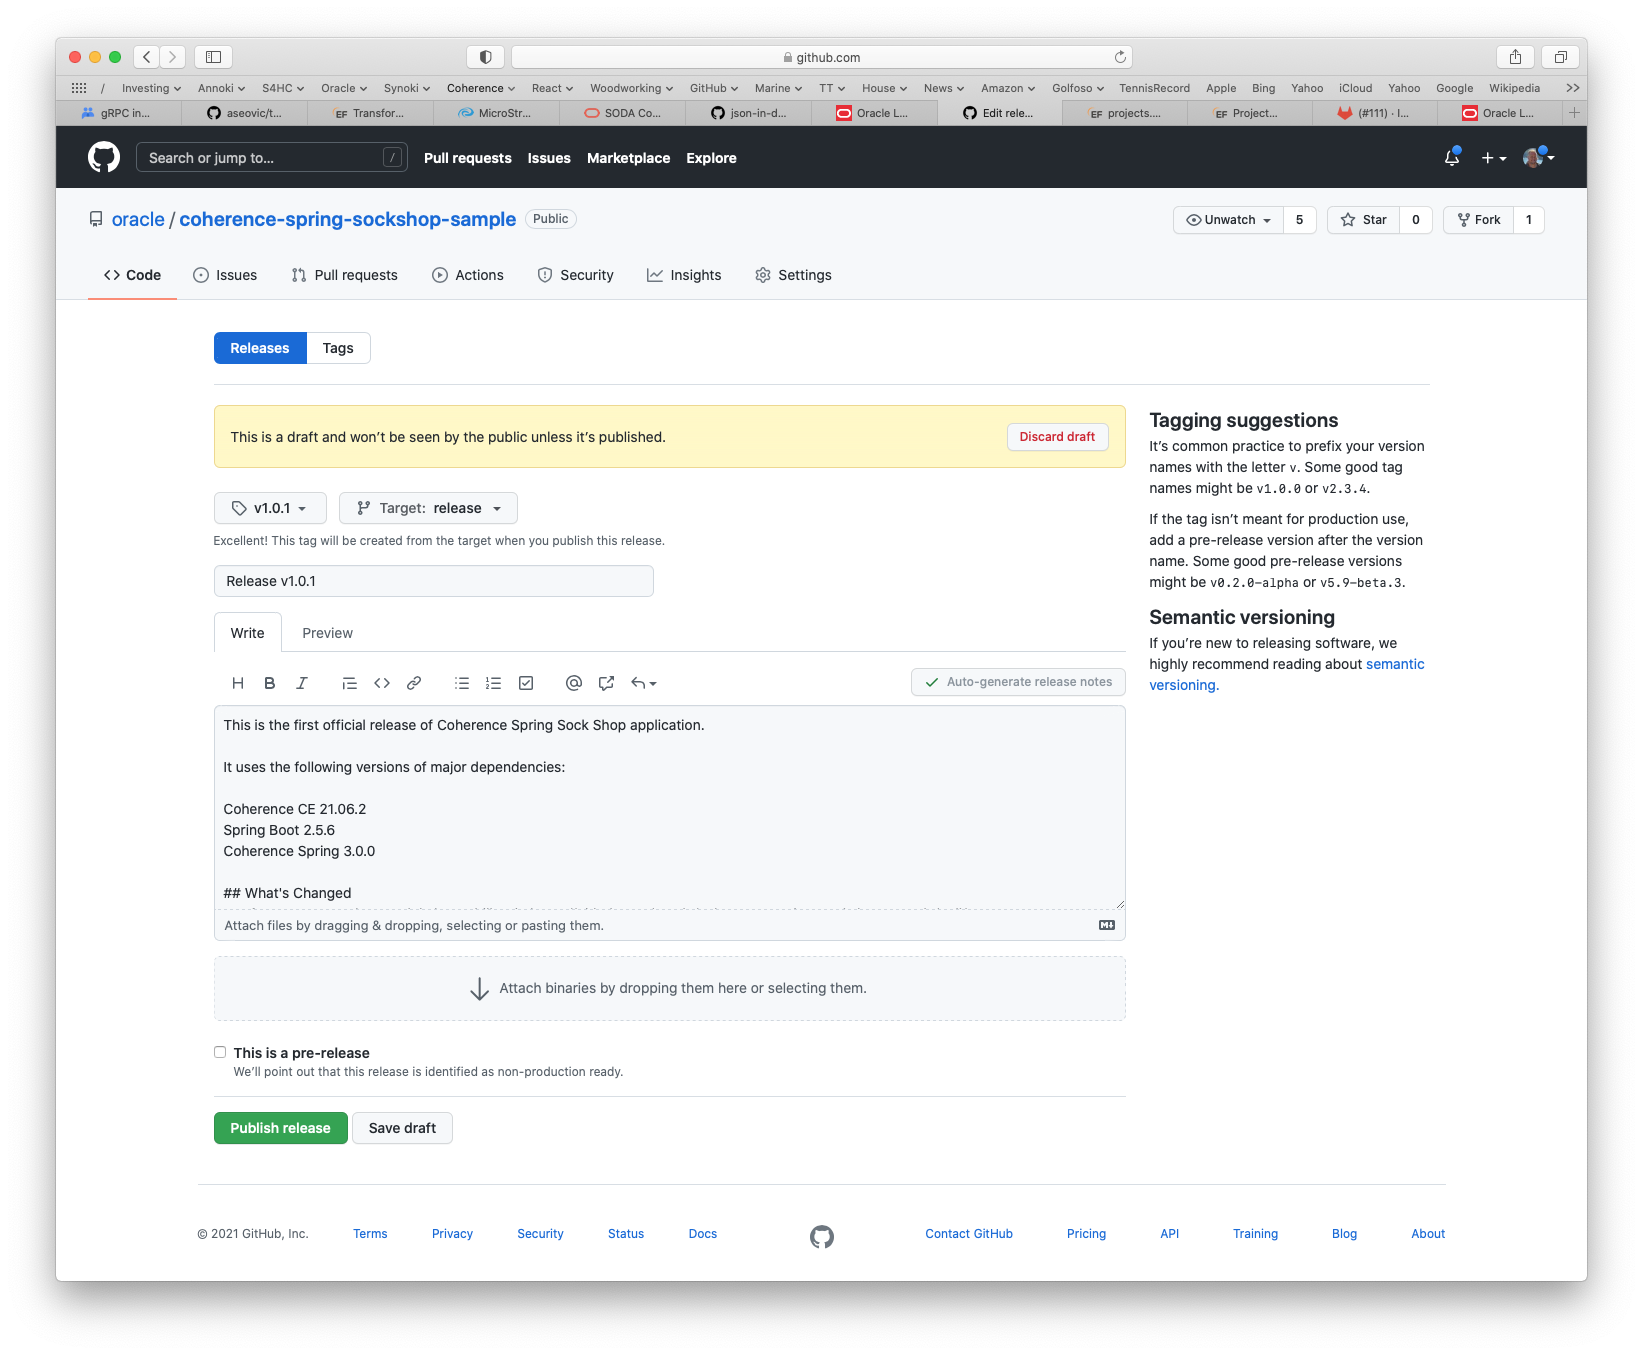 github.com
/ Investing Annoki S4HC Oracle Synoki Coherence React Woodworking GitHub Marine TT House News Amazon Golfoso TennisRecord Apple Bing Yahoo iCloud Yahoo Google Wikipedia >>
gRPC in... aseovic/t... EF Transfor... MicroStr... SODA Co... json-in-d... Oracle L... Edit rele... EF projects.... EF Project... (#111) · I... Oracle L...
Search or jump to... / Pull requests Issues Marketplace Explore
oracle / coherence-spring-sockshop-sample Public Unwatch 5 Star 0 Fork 1
Code Issues Pull requests Actions Security Insights Settings
Releases Tags
This is a draft and won’t be seen by the public unless it’s published. Discard draft
v1.0.1 Target: release
Excellent! This tag will be created from the target when you publish this release.
Release v1.0.1
Write Preview
H B I Auto-generate release notes
This is the first official release of Coherence Spring Sock Shop application.
It uses the following versions of major dependencies:
Coherence CE 21.06.2
Spring Boot 2.5.6
Coherence Spring 3.0.0
## What's Changed
Attach files by dragging & dropping, selecting or pasting them.
Attach binaries by dropping them here or selecting them.
This is a pre-release
We’ll point out that this release is identified as non-production ready.
Publish release Save draft
Tagging suggestions
It’s common practice to prefix your version
names with the letter v. Some good tag
names might be v1.0.0 or v2.3.4.
If the tag isn’t meant for production use,
add a pre-release version after the version
name. Some good pre-release versions
might be v0.2.0-alpha or v5.9-beta.3.
Semantic versioning
If you’re new to releasing software, we
highly recommend reading about semantic
versioning.
© 2021 GitHub, Inc. Terms Privacy Security Status Docs Contact GitHub Pricing API Training Blog About